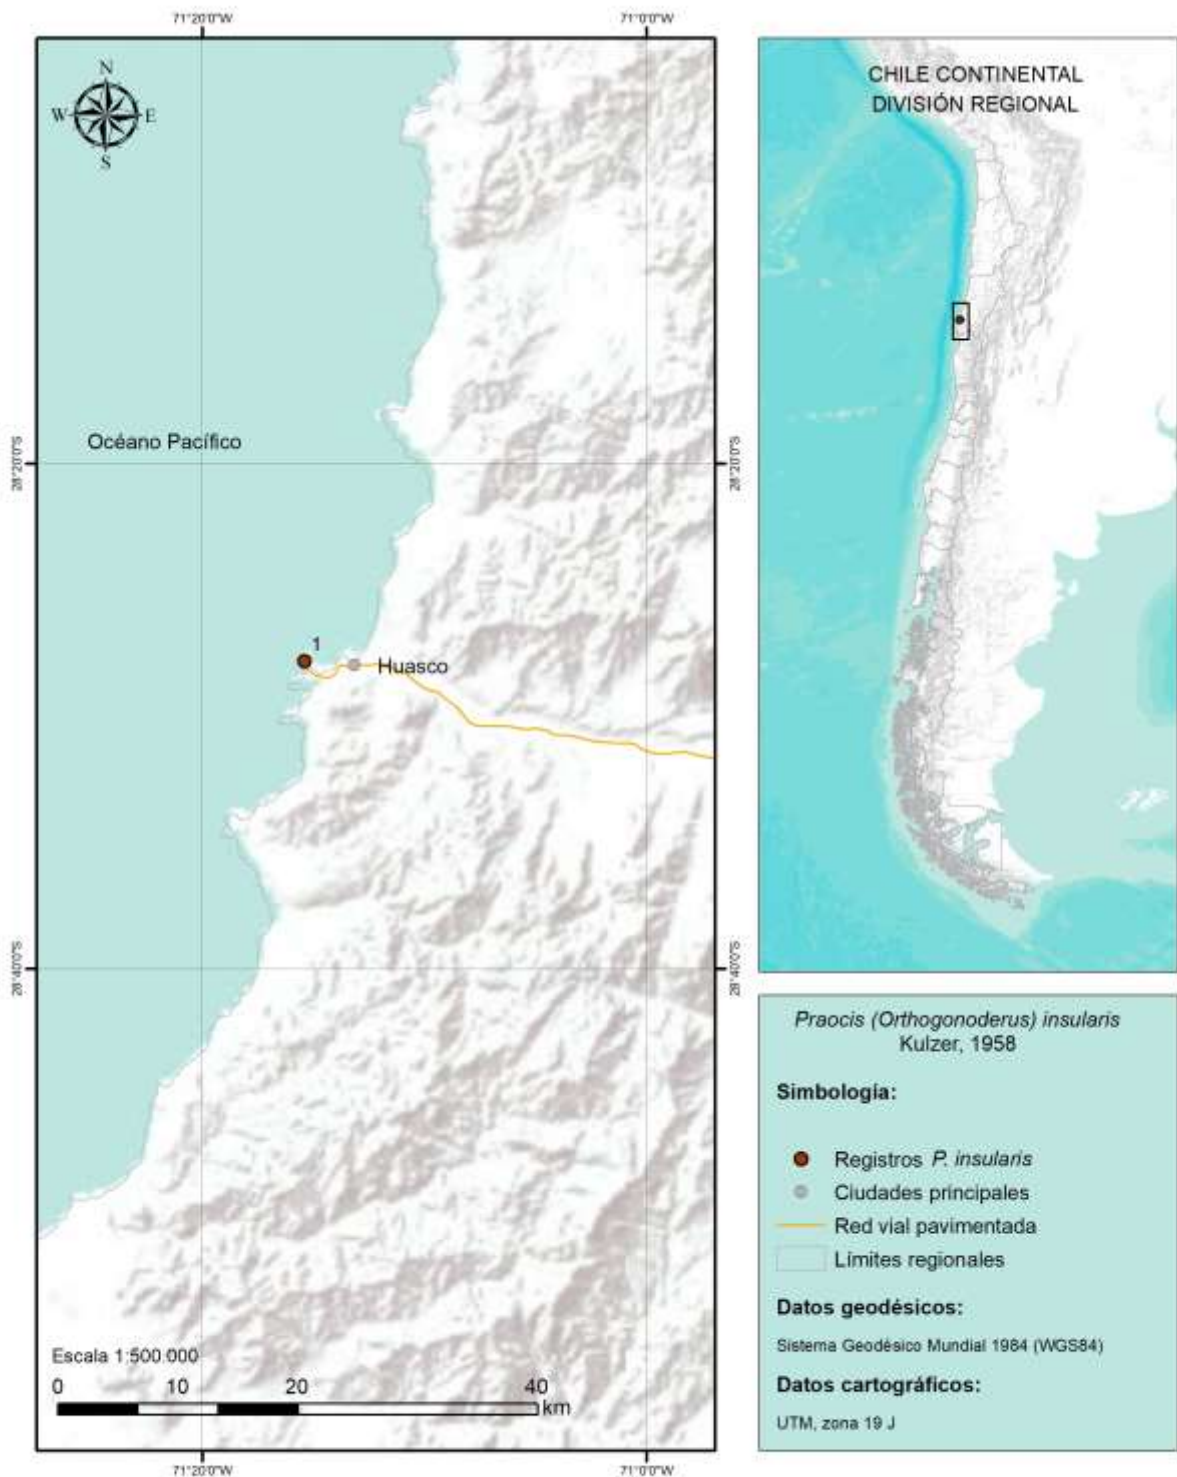 71°20'0"W
71°0'0"W
N
W
E
S
Océano Pacífico
28°20'0"S
28°20'0"S
1
Huasco
28°40'0"S
28°40'0"S
Escala 1:500.000
0
10
20
40
km
71°20'0"W
71°0'0"W
CHILE CONTINENTAL
DIVISIÓN REGIONAL
Praocis (Orthogonoderus) insularis
Kulzer, 1958
Simbología:
Registros P. insularis
Ciudades principales
Red vial pavimentada
Límites regionales
Datos geodésicos:
Sistema Geodésico Mundial 1984 (WGS84)
Datos cartográficos:
UTM, zona 19 J